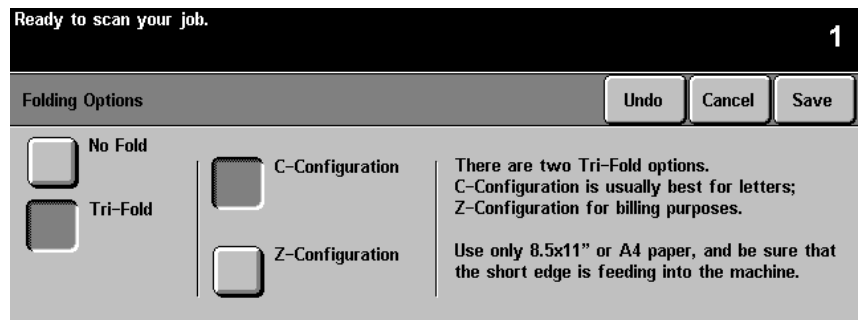 Ready to scan your job.
1
Folding Options
Undo
Cancel
Save
No Fold
Tri-Fold
C-Configuration
Z-Configuration
There are two Tri-Fold options.
C-Configuration is usually best for letters;
Z-Configuration for billing purposes.
Use only 8.5x11” or A4 paper, and be sure that
the short edge is feeding into the machine.